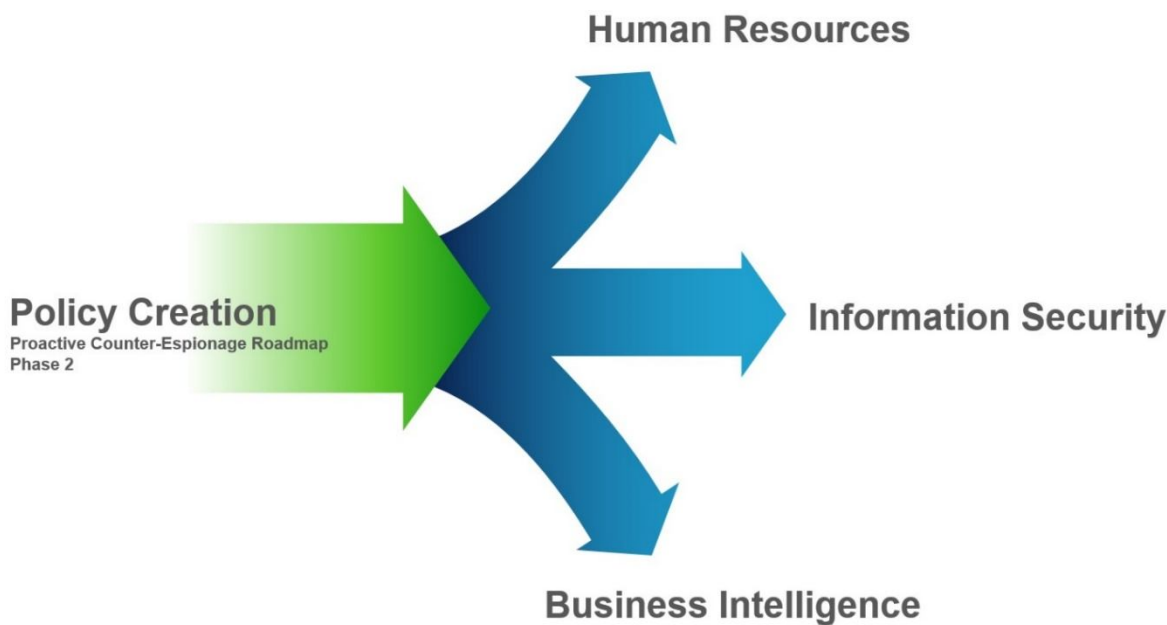 Human Resources
Policy Creation
Proactive Counter-Espionage Roadmap
Phase 2
Information Security
Business Intelligence